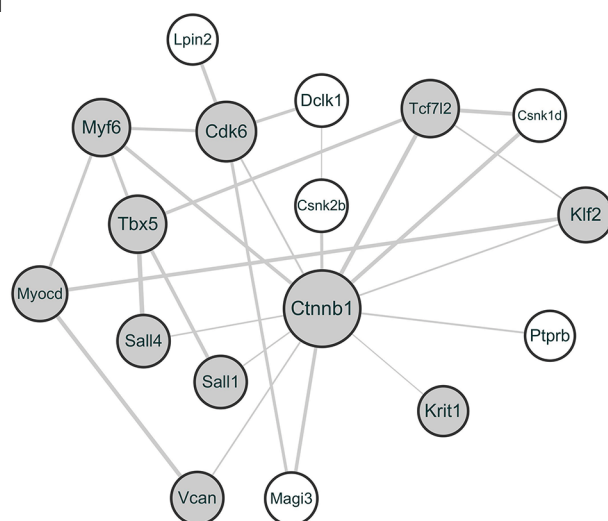 Lpin2
Dclk1
Tcf7l2
Csnk1d
Myf6
Cdk6
Csnk2b
Klf2
Tbx5
Myocd
Ctnnb1
Sall4
Ptprb
Sall1
Krit1
Vcan
Magi3